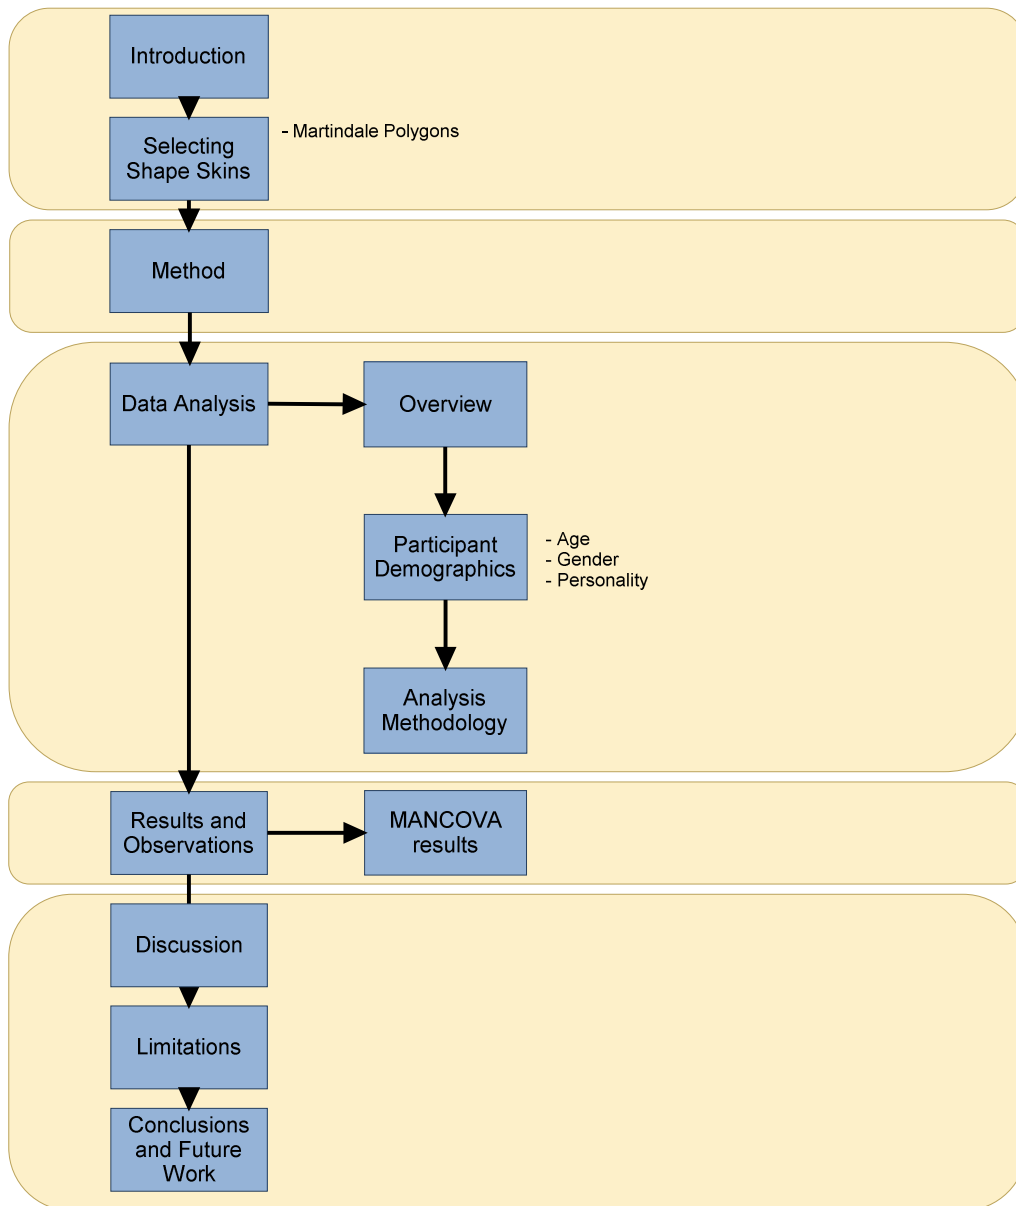 Introduction
Selecting
Shape Skins
- Martindale Polygons
Method
Data Analysis
Overview
Participant
Demographics
- Age
- Gender
- Personality
Analysis
Methodology
Results and
Observations
MANCOVA
results
Discussion
Limitations
Conclusions
and Future
Work